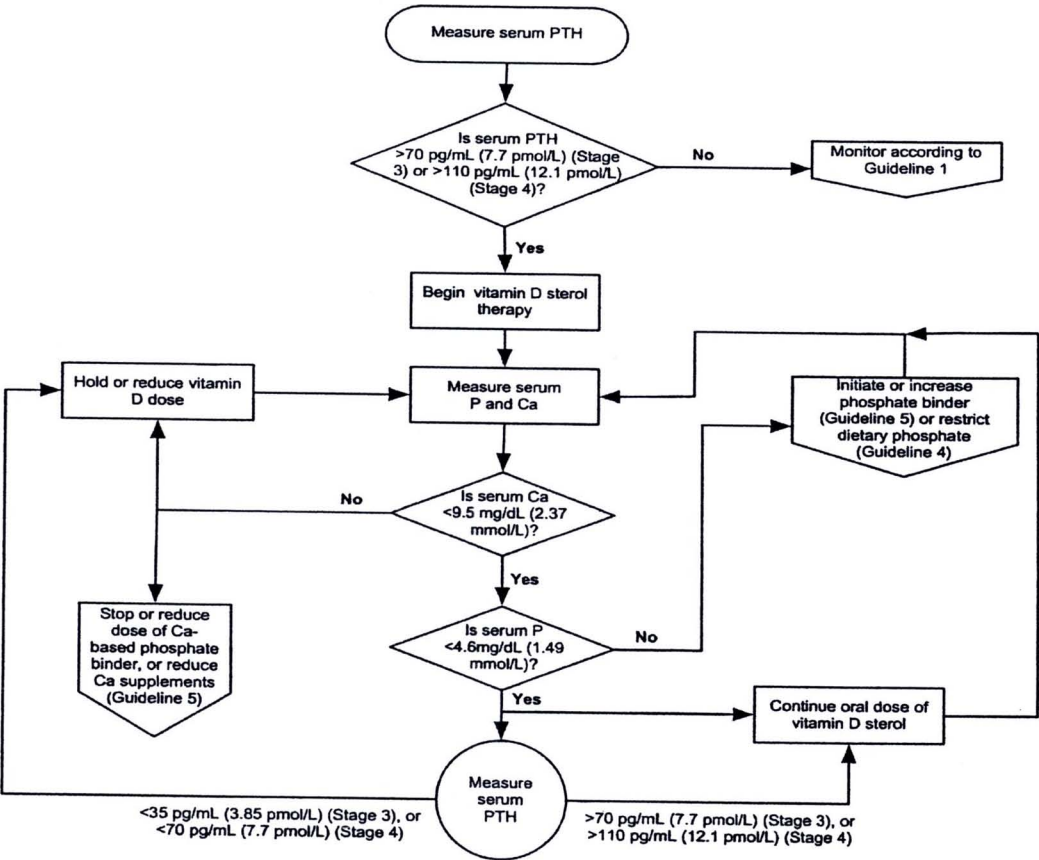 Measure serum PTH
Is serum PTH
>70 pg/mL (7.7 pmol/L) (Stage
3) or >110 pg/mL (12.1 pmol/L)
(Stage 4)?
No
Monitor according to
Guideline 1
Yes
Begin vitamin D sterol
therapy
Hold or reduce vitamin
D dose
Measure serum
P and Ca
Initiate or increase
phosphate binder
(Guideline 5) or restrict
dietary phosphate
(Guideline 4)
No
Is serum Ca
<9.5 mg/dL (2.37
mmol/L)?
Yes
Stop or reduce
dose of Ca-
based phosphate
binder, or reduce
Ca supplements
(Guideline 5)
Is serum P
<4.6mg/dL (1.49
mmol/L)?
No
Yes
Continue oral dose of
vitamin D sterol
Measure
serum
PTH
<35 pg/mL (3.85 pmol/L) (Stage 3), or
<70 pg/mL (7.7 pmol/L) (Stage 4)
>70 pg/mL (7.7 pmol/L) (Stage 3), or
>110 pg/mL (12.1 pmol/L) (Stage 4)